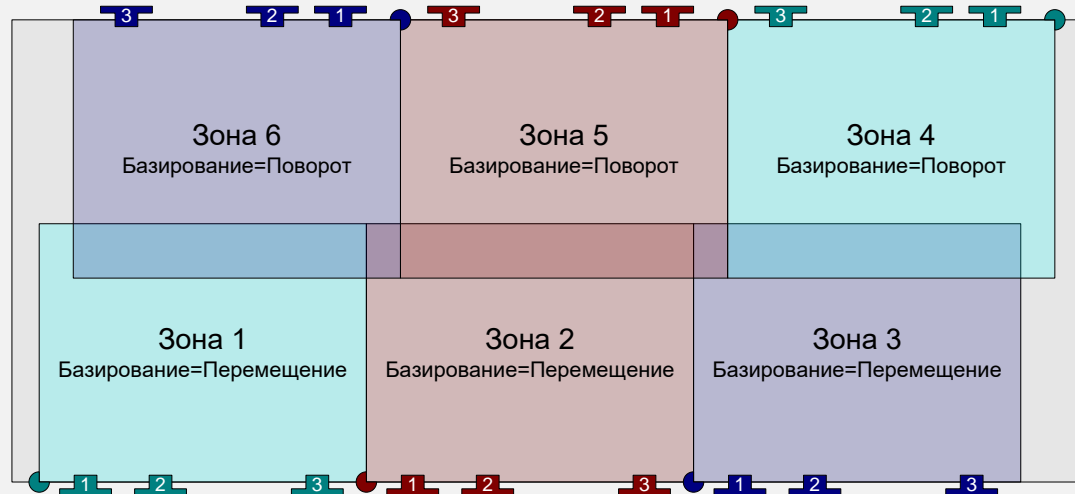 3 2 1 3 2 1 3 2 1
Зона 6 Зона 5 Зона 4
Базирование=Поворот Базирование=Поворот Базирование=Поворот
Зона 1 Зона 2 Зона 3
Базирование=Перемещение Базирование=Перемещение Базирование=Перемещение
1 2 3 1 2 3 1 2 3